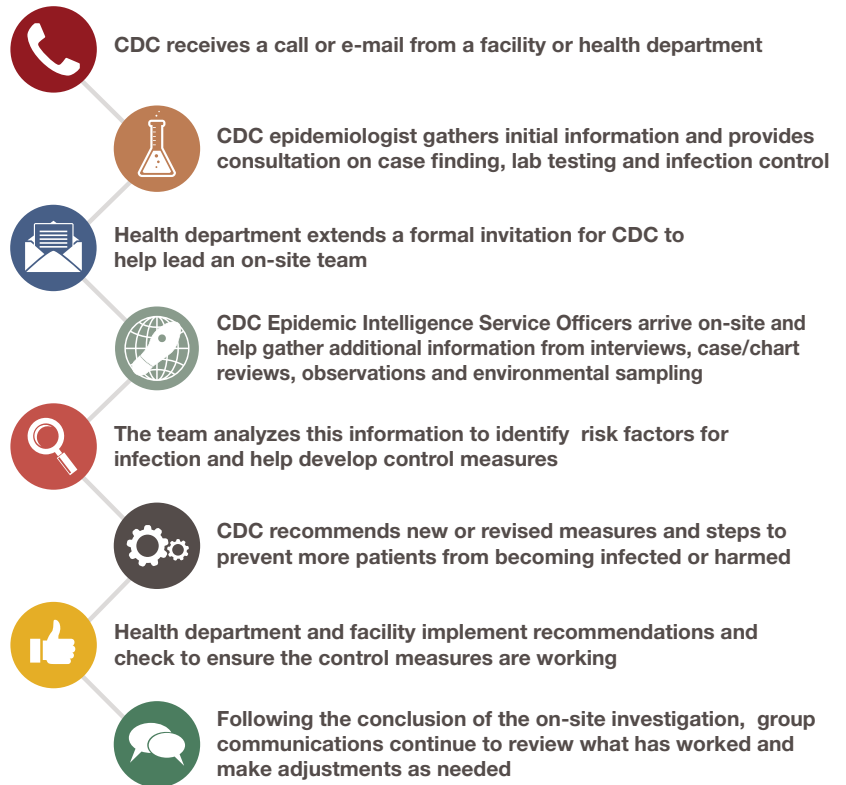 CDC receives a call or e-mail from a facility or health department
CDC epidemiologist gathers initial information and provides
consultation on case finding, lab testing and infection control
Health department extends a formal invitation for CDC to
help lead an on-site team
CDC Epidemic Intelligence Service Officers arrive on-site and
help gather additional information from interviews, case/chart
reviews, observations and environmental sampling
The team analyzes this information to identify  risk factors for
infection and help develop control measures
CDC recommends new or revised measures and steps to
prevent more patients from becoming infected or harmed
Health department and facility implement recommendations and
check to ensure the control measures are working
Following the conclusion of the on-site investigation,  group
communications continue to review what has worked and
make adjustments as needed